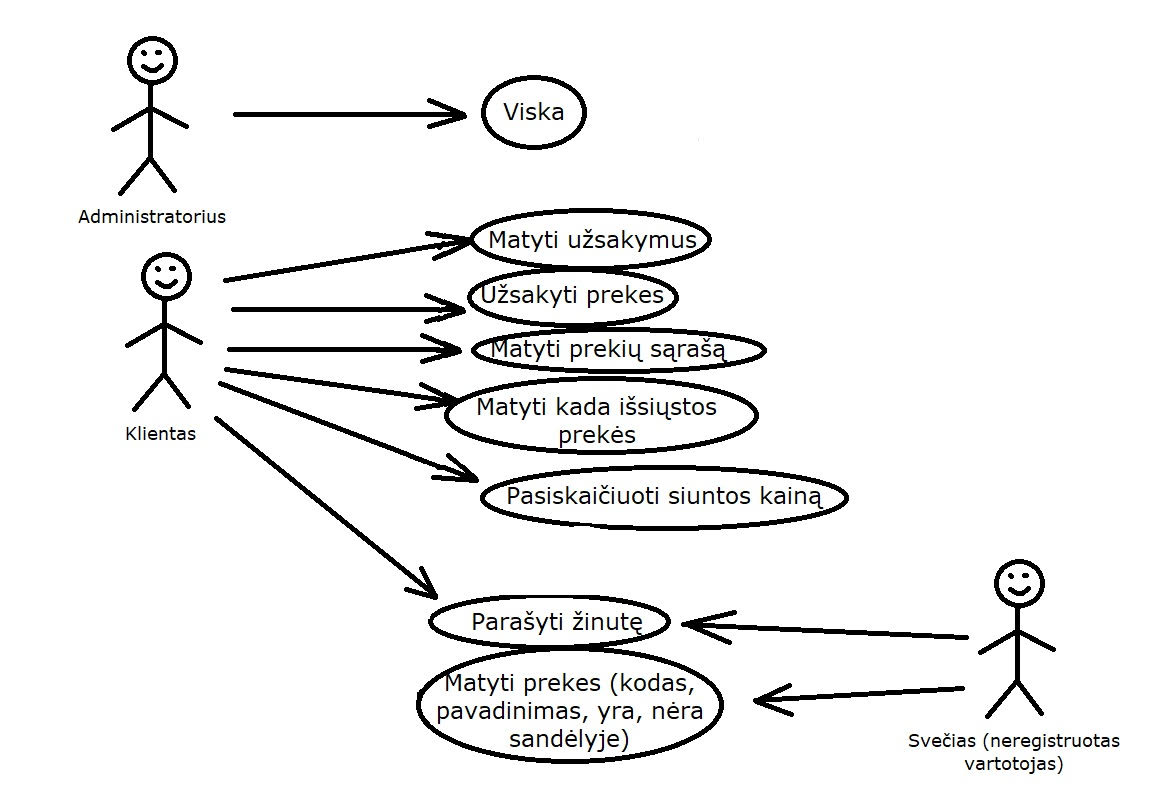 Viska
Administratorius
Matyti užsakymus
Užsakyti prekes
Matyti prekių sąrašą
Matyti kada išsiųstos
prekės
Klientas
Pasiskaičiuoti siuntos kainą
Parašyti žinutę
Matyti prekes (kodas,
pavadinimas, yra, nėra
sandėlyje)
Svečias (neregistruotas
vartotojas)